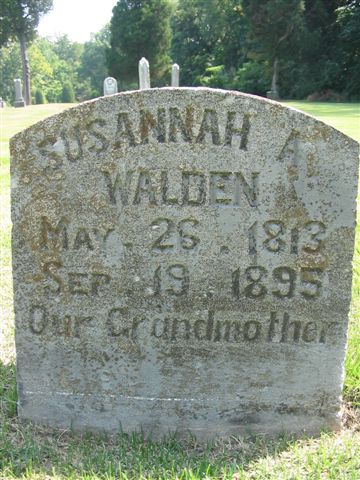 SUSANNAH A.
WALDEN
MAY. 26. 1813
SEP. 19. 1895
Our Grandmother